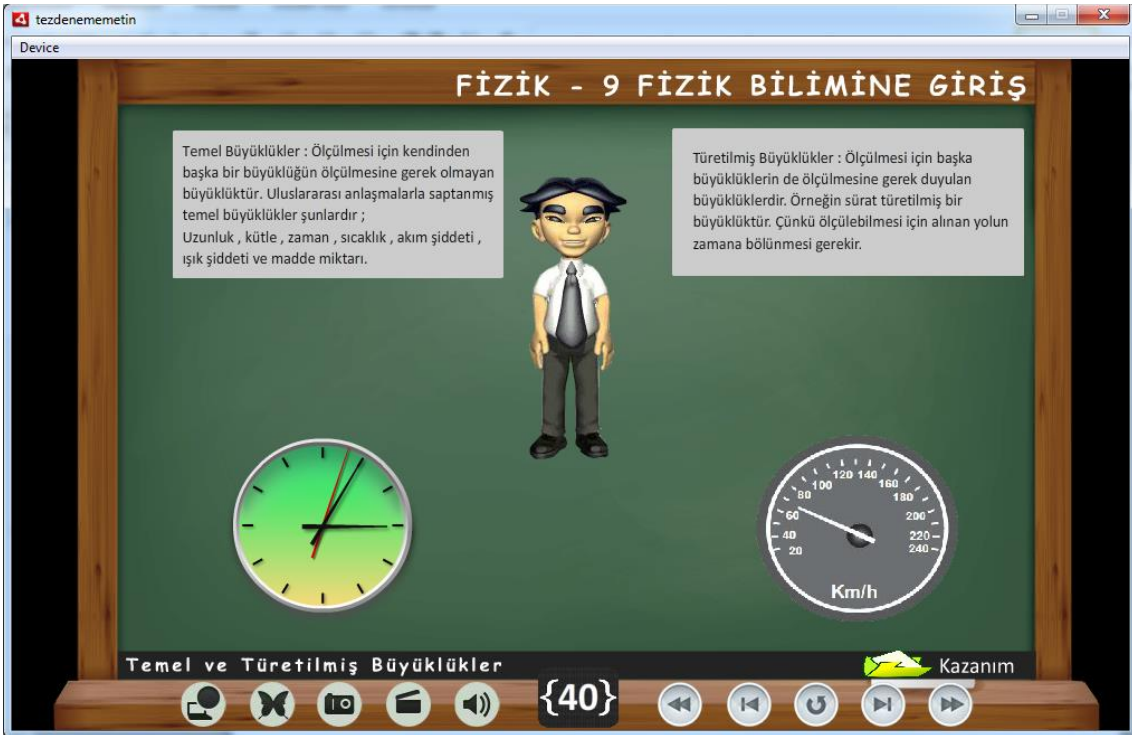 tezdenememetin
Device
FİZİK - 9 FİZİK BİLİMİNE GİRİŞ
Temel Büyüklükler : Ölçülmesi için kendinden
başka bir büyüklüğün ölçülmesine gerek olmayan
büyüklüktür. Uluslararası anlaşmalarla saptanmış
temel büyüklükler şunlardır ;
Uzunluk , kütle , zaman , sıcaklık , akım şiddeti ,
ışık şiddeti ve madde miktarı.
Türetilmiş Büyüklükler : Ölçülmesi için başka
büyüklüklerin de ölçülmesine gerek duyulan
büyüklüklerdir. Örneğin sürat türetilmiş bir
büyüklüktür. Çünkü ölçülebilmesi için alınan yolun
zamana bölünmesi gerekir.
20
40
60
80
100
120
140
160
180
200
220
240
Km/h
Temel ve Türetilmiş Büyüklükler
Kazanım
{40}